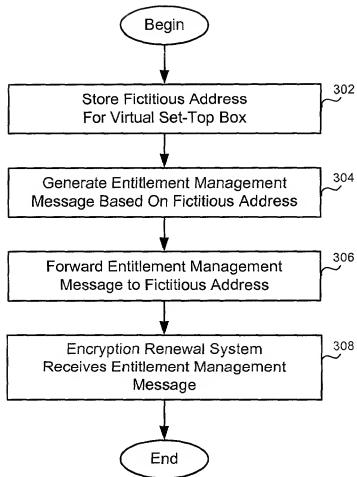 Begin
Store Fictitious Address
For Virtual Set-Top Box
302
Generate Entitlement Management
Message Based On Fictitious Address
304
Forward Entitlement Management
Message to Fictitious Address
306
Encryption Renewal System
Receives Entitlement Management
Message
308
End